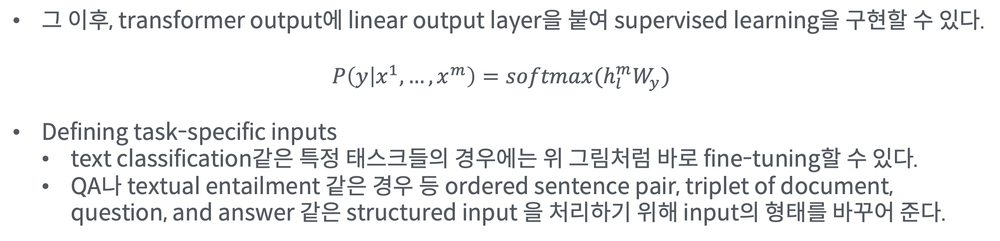 • 그 이후, transformer output에 linear output layer을 붙여 supervised learning을 구현할 수 있다.
P(y|x^1, ... , x^m) = softmax(h_l^m W_y)
• Defining task-specific inputs
• text classification같은 특정 태스크들의 경우에는 위 그림처럼 바로 fine-tuning할 수 있다.
• QA나 textual entailment 같은 경우 등 ordered sentence pair, triplet of document,
question, and answer 같은 structured input 을 처리하기 위해 input의 형태를 바꾸어 준다.